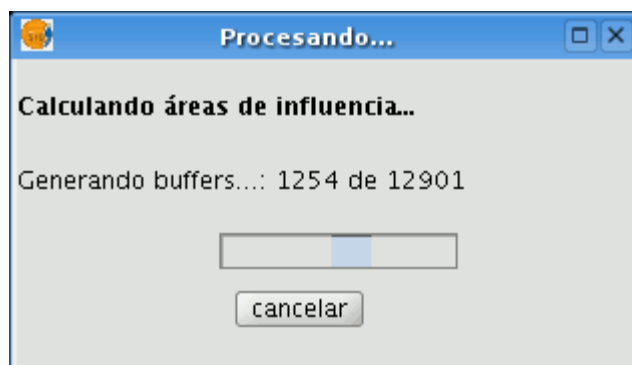 Procesando...
Calculando áreas de influencia...
Generando buffers...: 1254 de 12901
cancelar